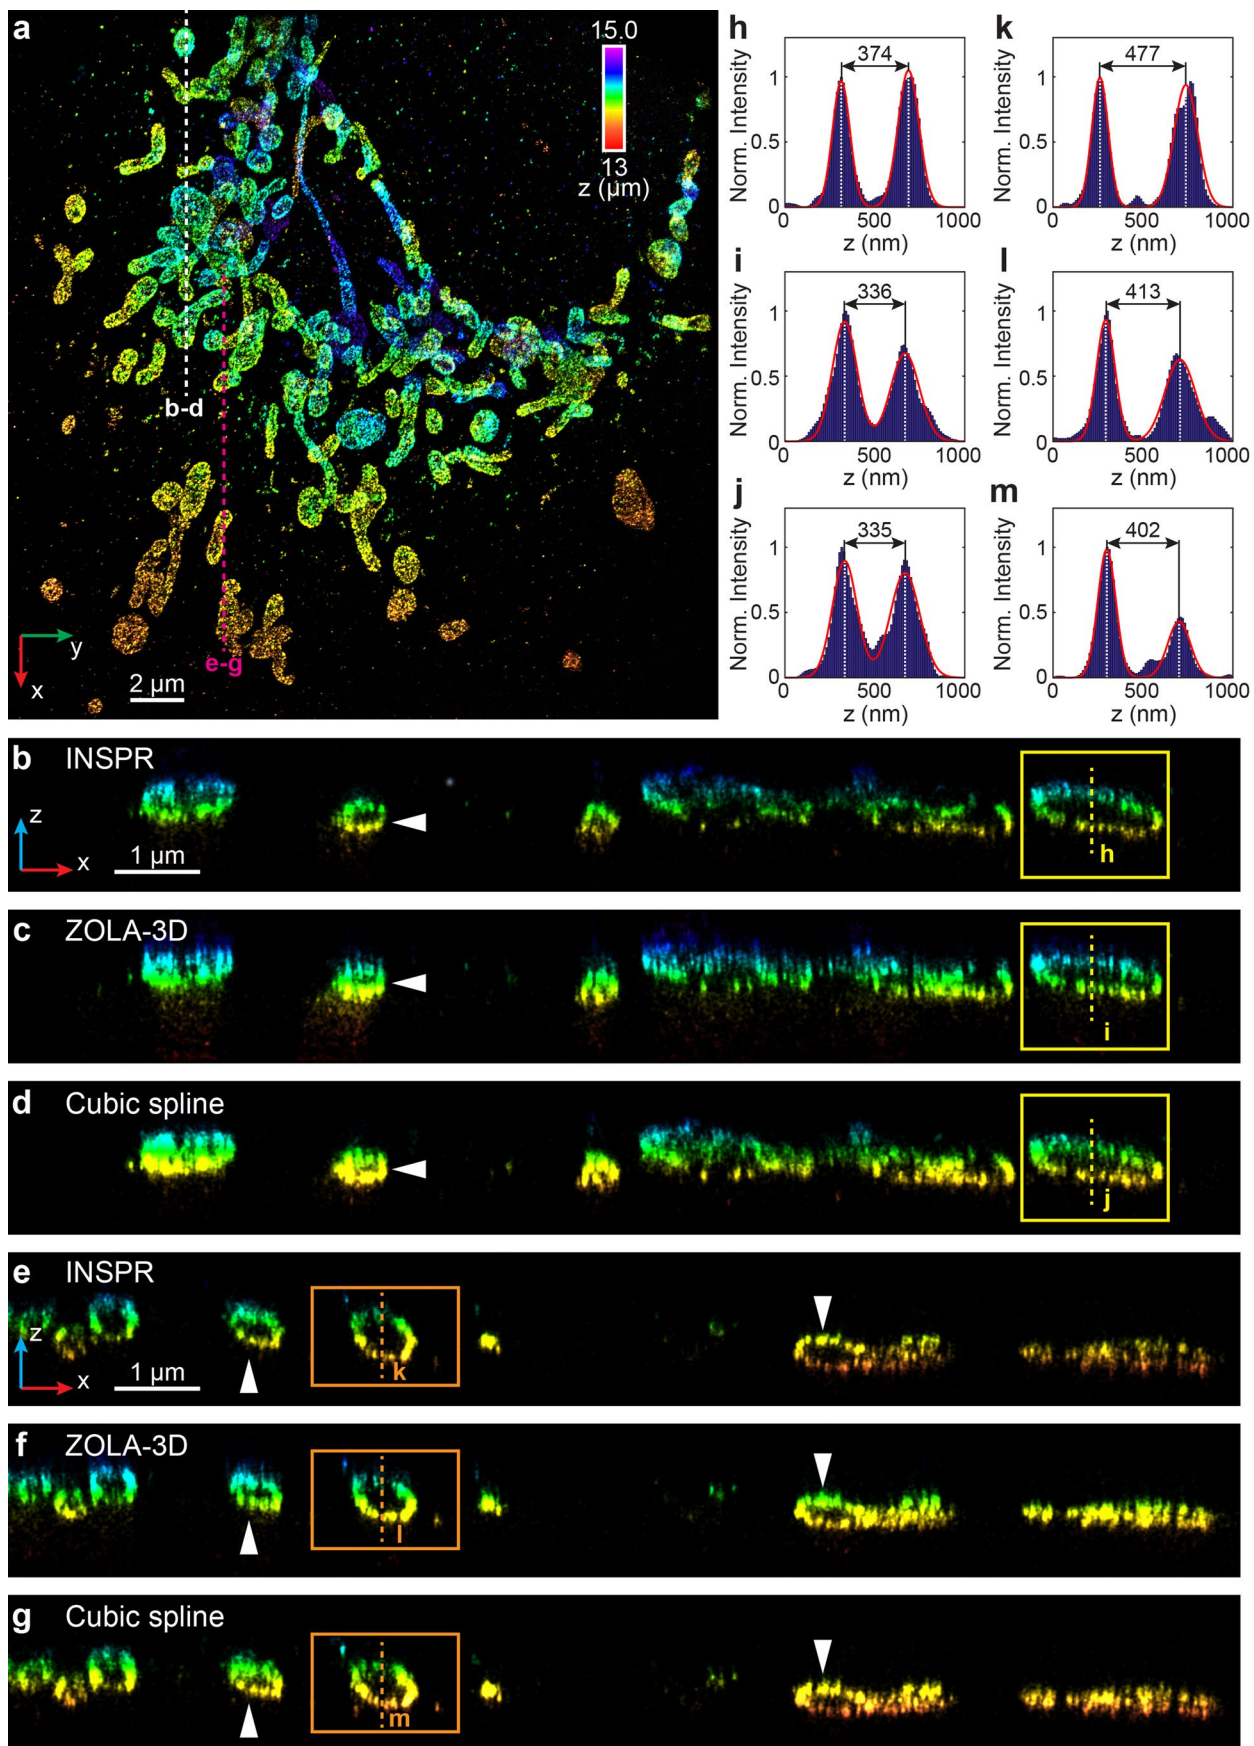 a
15.0
13
z (µm)
b-d
e-g
y
x
2 µm
h
374
Norm. Intensity
1
0.5
0
0
500
1000
z (nm)
k
477
Norm. Intensity
1
0.5
0
0
500
1000
z (nm)
i
336
Norm. Intensity
1
0.5
0
0
500
1000
z (nm)
l
413
Norm. Intensity
1
0.5
0
0
500
1000
z (nm)
j
335
Norm. Intensity
1
0.5
0
0
500
1000
z (nm)
m
402
Norm. Intensity
1
0.5
0
0
500
1000
z (nm)
b INSPR
z
x
1 µm
h
c ZOLA-3D
i
d Cubic spline
j
e INSPR
z
x
1 µm
k
f ZOLA-3D
l
g Cubic spline
m